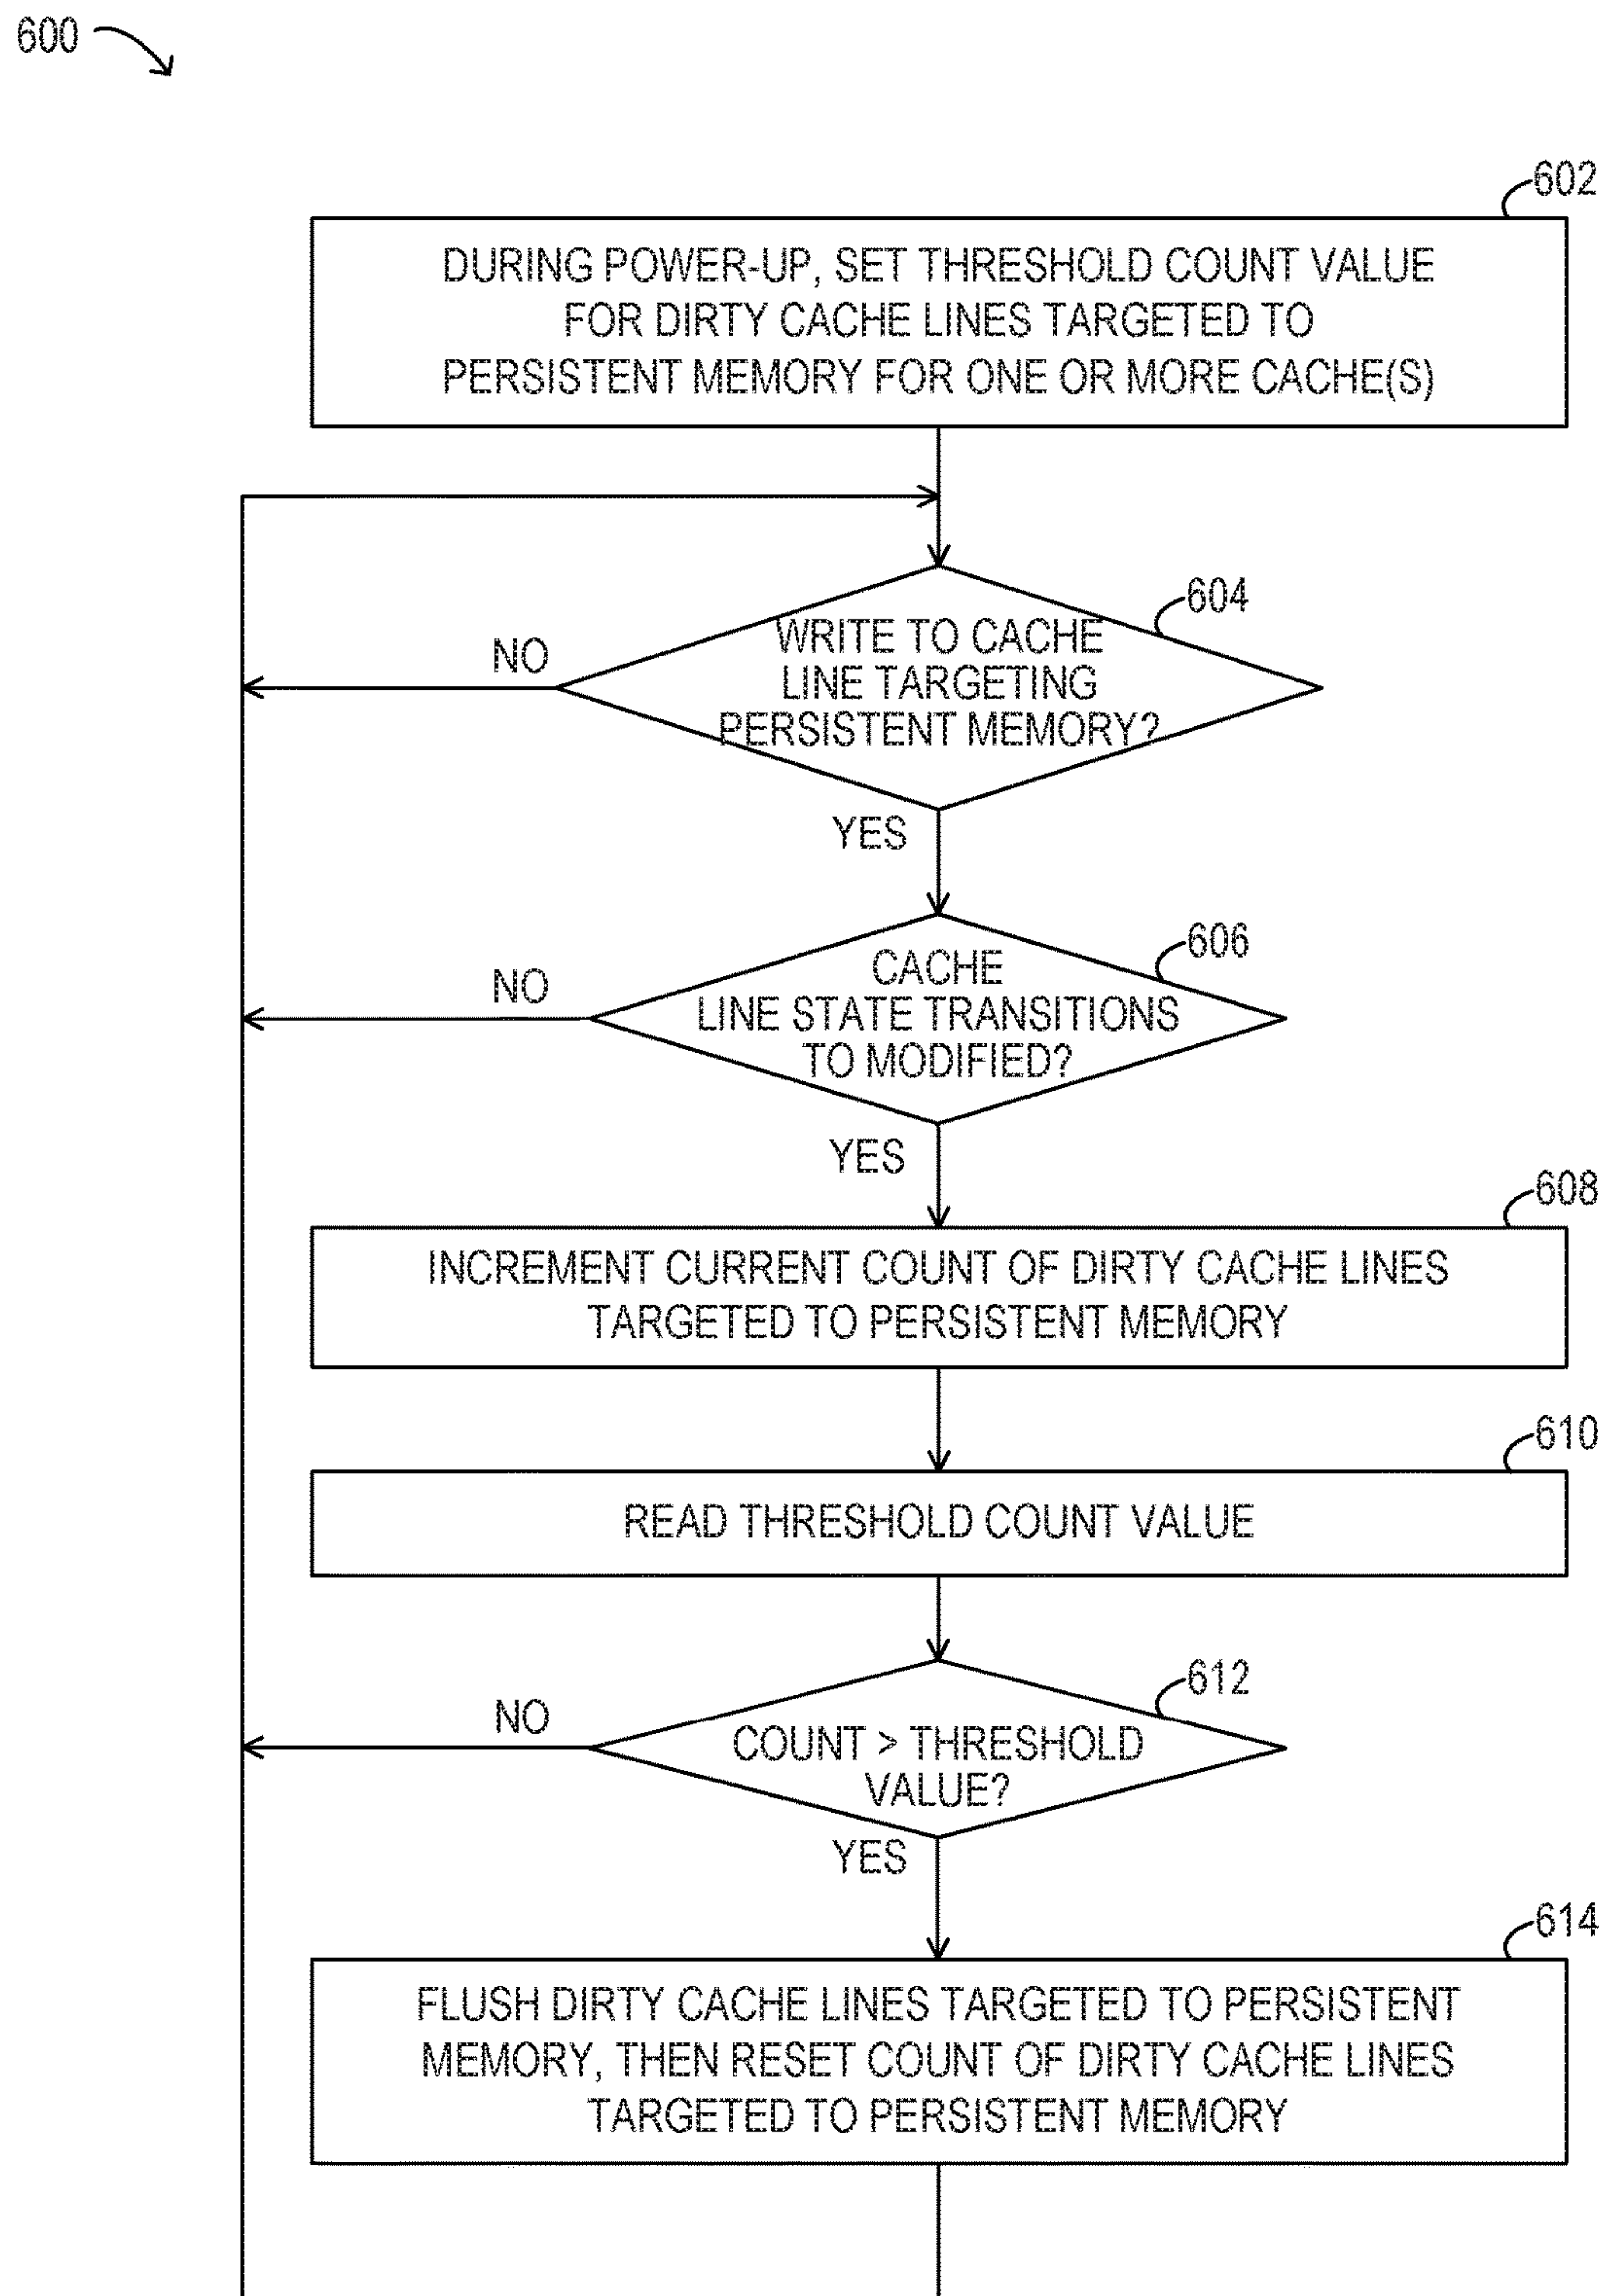 600
602
DURING POWER-UP, SET THRESHOLD COUNT VALUE
FOR DIRTY CACHE LINES TARGETED TO
PERSISTENT MEMORY FOR ONE OR MORE CACHE(S)
604
NO
WRITE TO CACHE
LINE TARGETING
PERSISTENT MEMORY?
YES
606
NO
CACHE
LINE STATE TRANSITIONS
TO MODIFIED?
YES
608
INCREMENT CURRENT COUNT OF DIRTY CACHE LINES
TARGETED TO PERSISTENT MEMORY
610
READ THRESHOLD COUNT VALUE
612
NO
COUNT > THRESHOLD
VALUE?
YES
614
FLUSH DIRTY CACHE LINES TARGETED TO PERSISTENT
MEMORY, THEN RESET COUNT OF DIRTY CACHE LINES
TARGETED TO PERSISTENT MEMORY